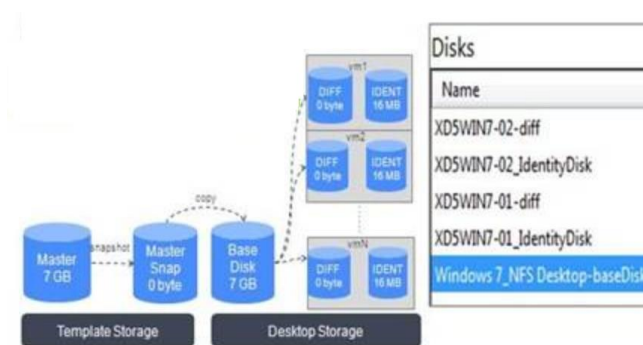 Master
7 GB
snapshot
Master
Snap
0 byte
copy
Base
Disk
7 GB
vm1
DIFF
0 byte
IDENT
16 MB
vm2
DIFF
0 byte
IDENT
16 MB
vmN
DIFF
0 byte
IDENT
16 MB
Template Storage
Desktop Storage
Disks
Name
XD5WIN7-02-diff
XD5WIN7-02_IdentityDisk
XD5WIN7-01-diff
XD5WIN7-01_IdentityDisk
Windows 7_NFS Desktop-baseDisk